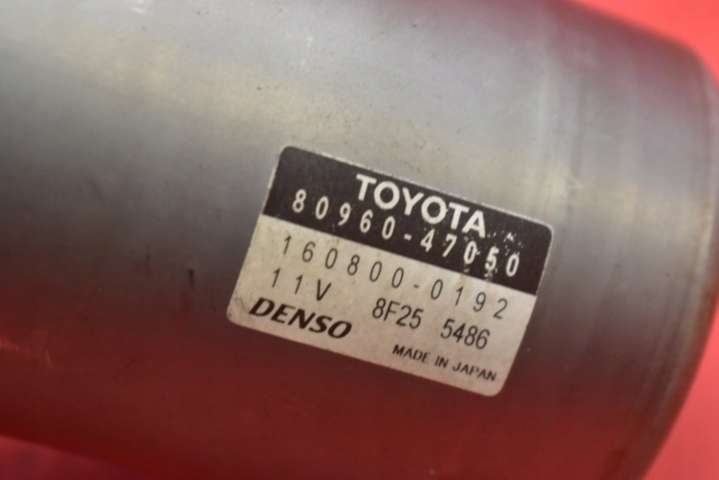 TOYOTA
80960-47050
160800-0192
11V 8F25 5486
DENSO
MADE IN JAPAN